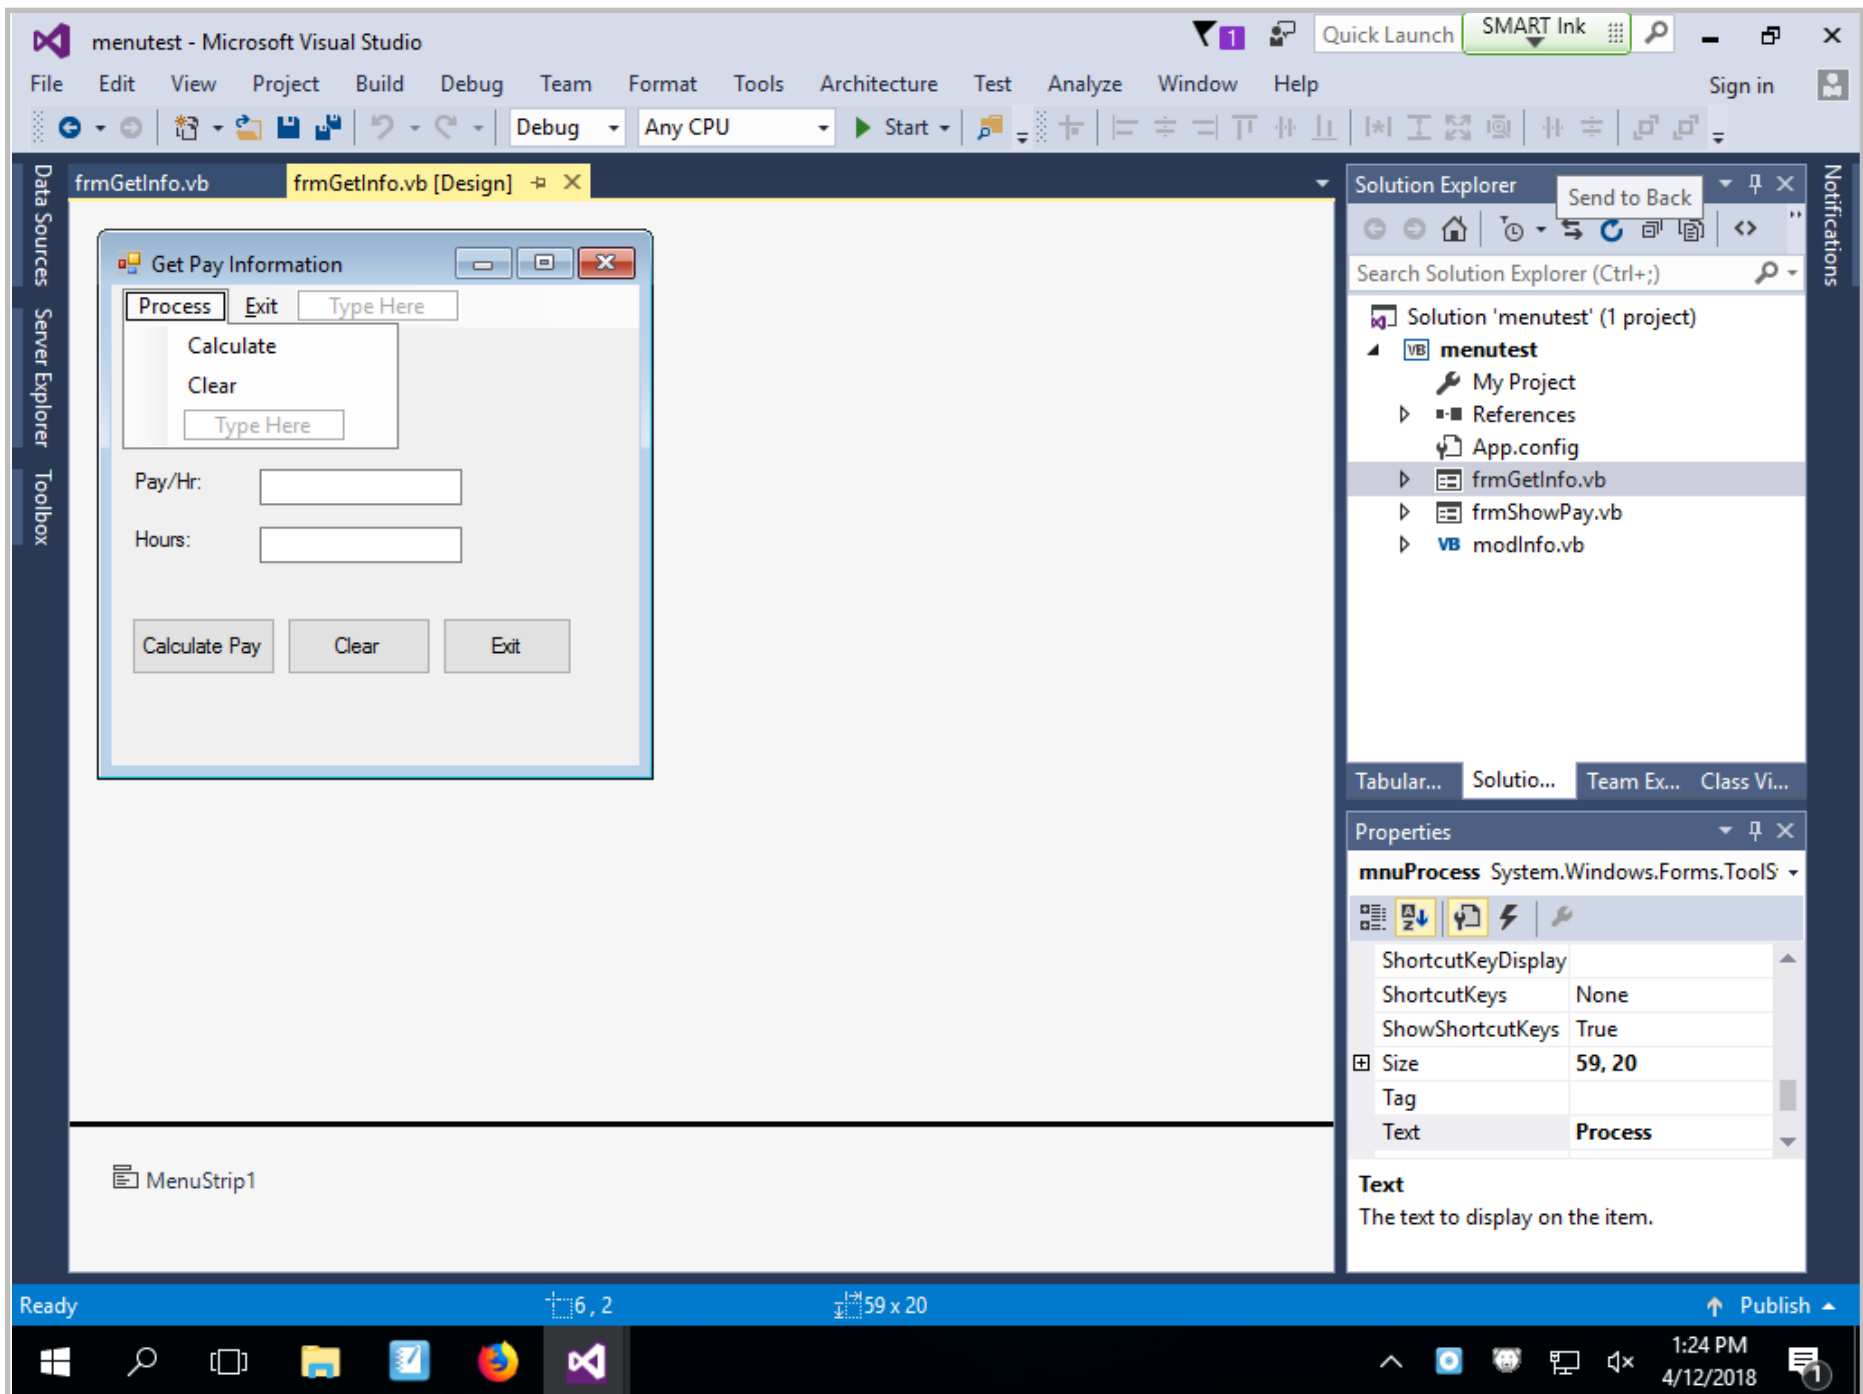 menutest - Microsoft Visual Studio
1
Quick Launch
SMART Ink
File Edit View Project Build Debug Team Format Tools Architecture Test Analyze Window Help
Sign in
Debug
Any CPU
Start
Data Sources
Server Explorer
Toolbox
frmGetInfo.vb
frmGetInfo.vb [Design]
Get Pay Information
Process
Exit
Type Here
Calculate
Clear
Type Here
Pay/Hr:
Hours:
Calculate Pay
Clear
Exit
MenuStrip1
Solution Explorer
Send to Back
Search Solution Explorer (Ctrl+;)
Solution 'menutest' (1 project)
VB menutest
My Project
References
App.config
frmGetInfo.vb
frmShowPay.vb
VB modInfo.vb
Tabular... Solutio... Team Ex... Class Vi...
Properties
mnuProcess System.Windows.Forms.ToolS
ShortcutKeyDisplay
ShortcutKeys None
ShowShortcutKeys True
Size 59, 20
Tag
Text Process
Text
The text to display on the item.
Notifications
Ready
6 , 2
59 x 20
Publish
1:24 PM
4/12/2018
1